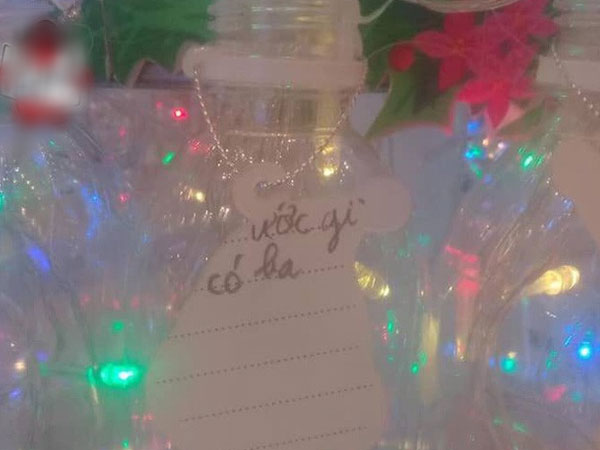 ước gì
có ba